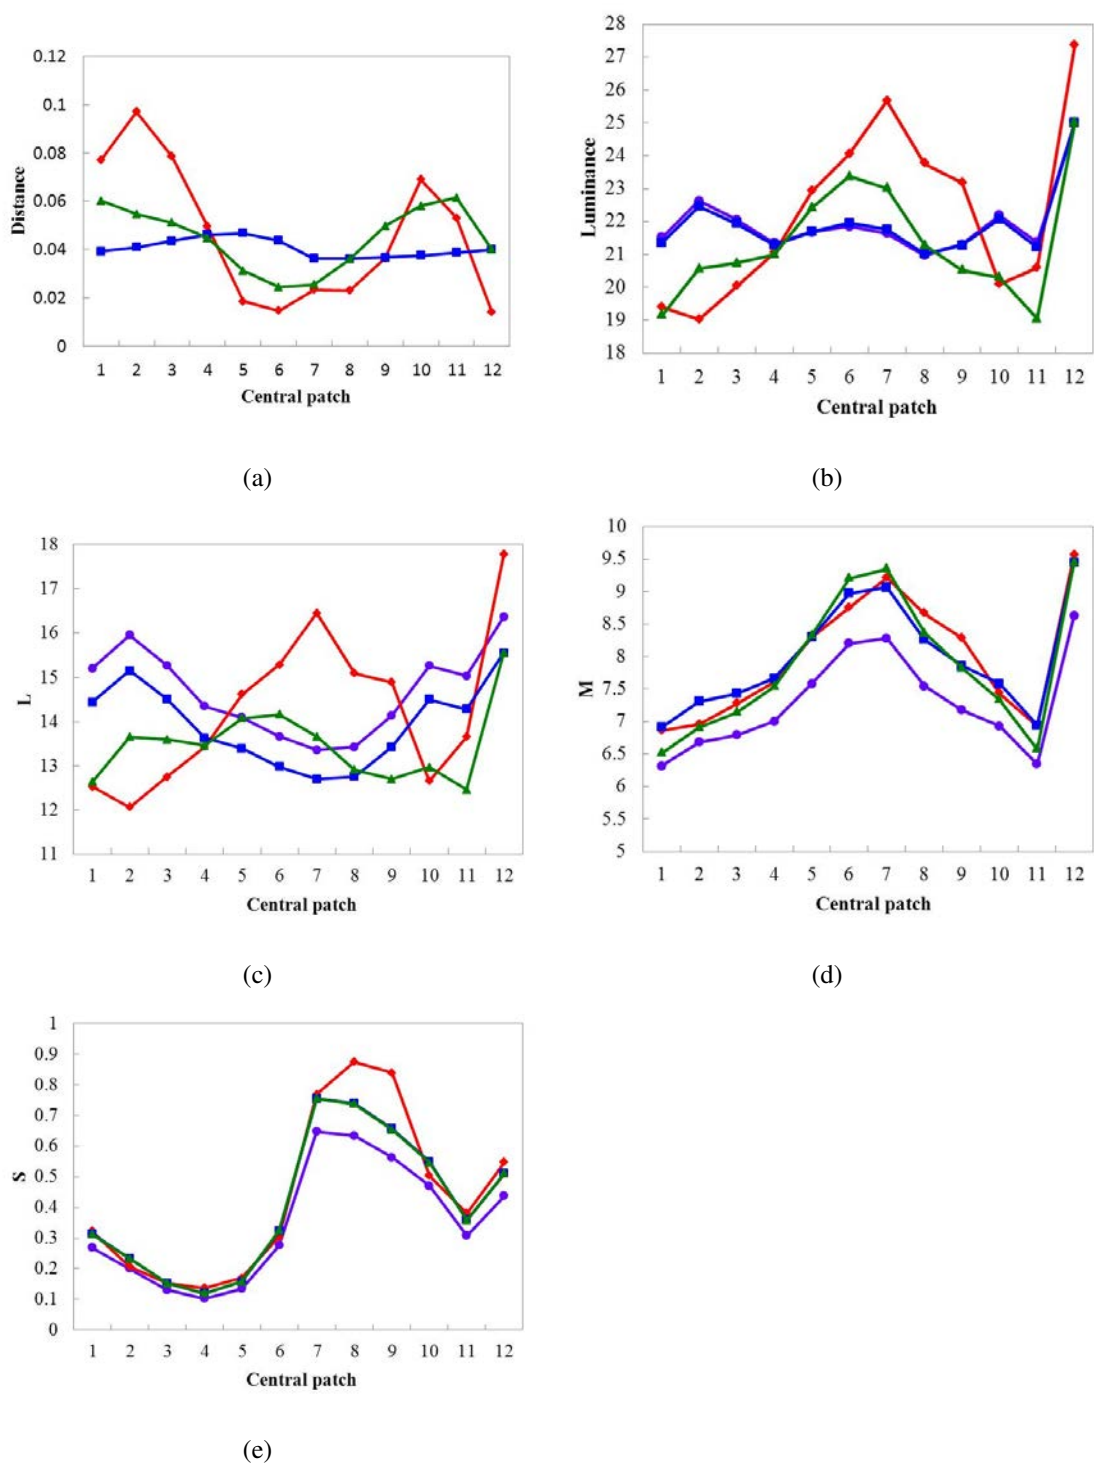 0.12
0.1
0.08
0.06
0.04
0.02
0
Distance
1 2 3 4 5 6 7 8 9 10 11 12
Central patch
(a)
28
27
26
25
24
23
22
21
20
19
18
Luminance
1 2 3 4 5 6 7 8 9 10 11 12
Central patch
(b)
18
17
16
15
14
13
12
11
L
1 2 3 4 5 6 7 8 9 10 11 12
Central patch
(c)
10
9.5
9
8.5
8
7.5
7
6.5
6
5.5
5
M
1 2 3 4 5 6 7 8 9 10 11 12
Central patch
(d)
1
0.9
0.8
0.7
0.6
0.5
0.4
0.3
0.2
0.1
0
S
1 2 3 4 5 6 7 8 9 10 11 12
Central patch
(e)